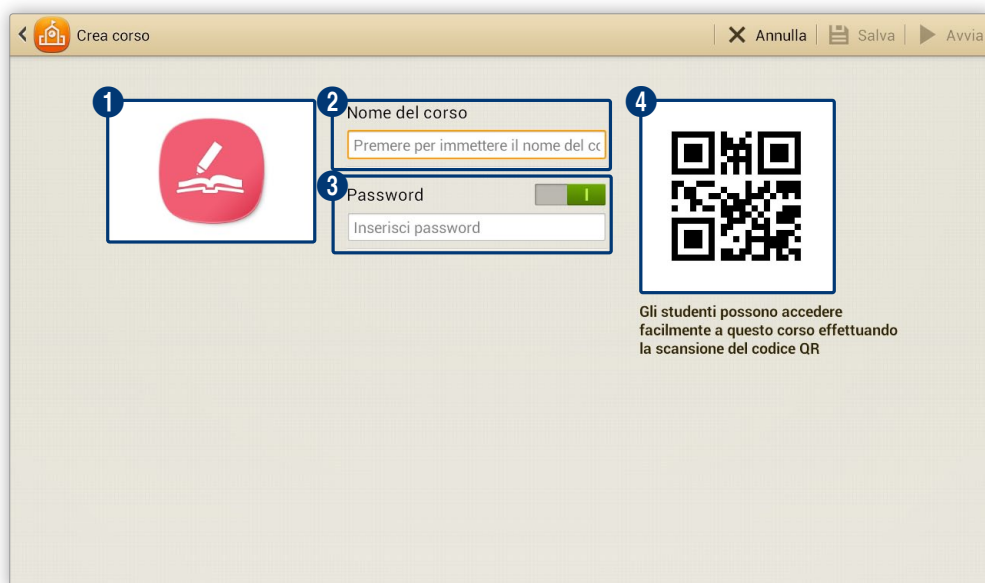 Crea corso
Annulla
Salva
Avvia
1
2
Nome del corso
Premere per immettere il nome del cc
3
Password
Inserisci password
4
Gli studenti possono accedere
facilmente a questo corso effettuando
la scansione del codice QR